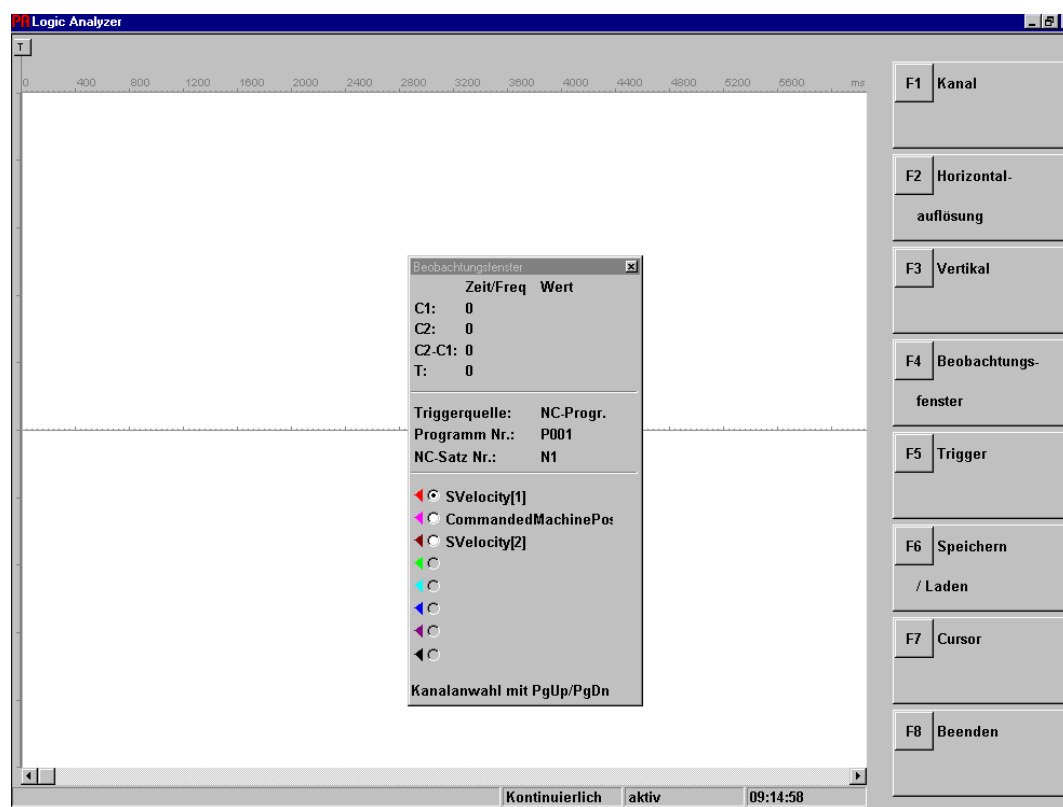 PA Logic Analyzer
T
0 400 800 1200 1600 2000 2400 2800 3200 3600 4000 4400 4800 5200 5600 ms
F1 Kanal
F2 Horizontal-
auflösung
F3 Vertikal
F4 Beobachtungs-
fenster
F5 Trigger
F6 Speichern
/ Laden
F7 Cursor
F8 Beenden
Beobachtungsfenster
Zeit/Freq Wert
C1: 0
C2: 0
C2-C1: 0
T: 0
Triggerquelle: NC-Progr.
Programm Nr.: P001
NC-Satz Nr.: N1
SVelocity[1]
CommandedMachinePos
SVelocity[2]
Kanalanwahl mit PgUp/PgDn
Kontinuierlich aktiv 09:14:58